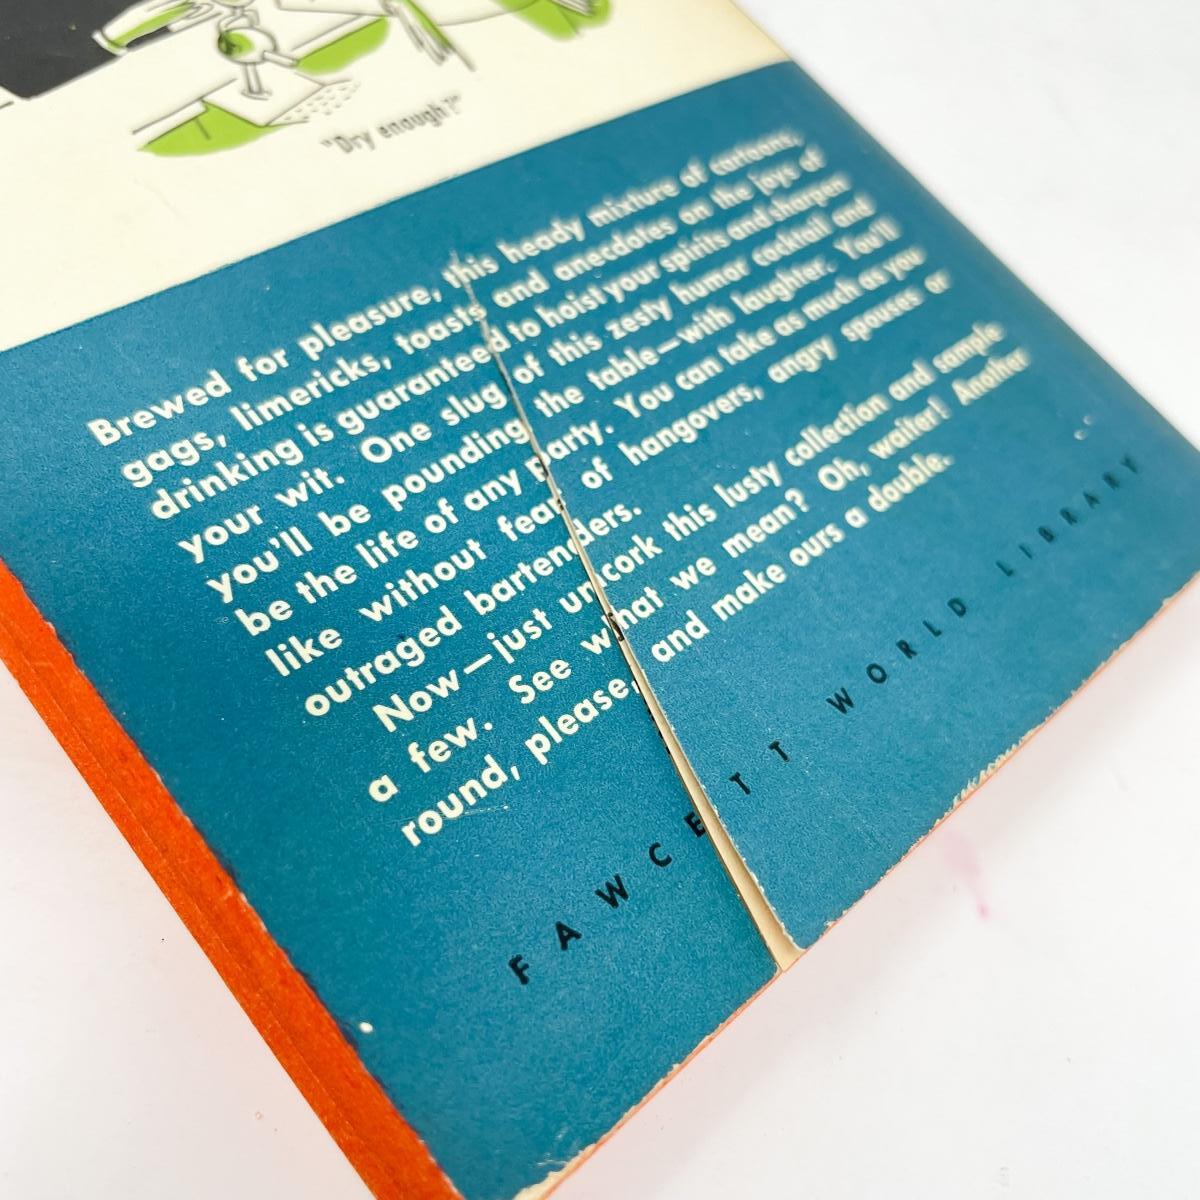 "Dry enough?"
Brewed for pleasure, this heady mixture of cartoons,
gags, limericks, toasts and anecdotes on the joys of
drinking is guaranteed to hoist your spirits and sharpen
your wit. One slug of this zesty humor cocktail and
you'll be pounding the table—with laughter. You'll
be the life of any party. You can take as much as you
like without fear of hangovers, angry spouses or
outraged bartenders.
Now—just uncork this lusty collection and sample
a few. See what we mean? Oh, waiter! Another
round, please, and make ours a double.
FAWCETT WORLD LIBRARY